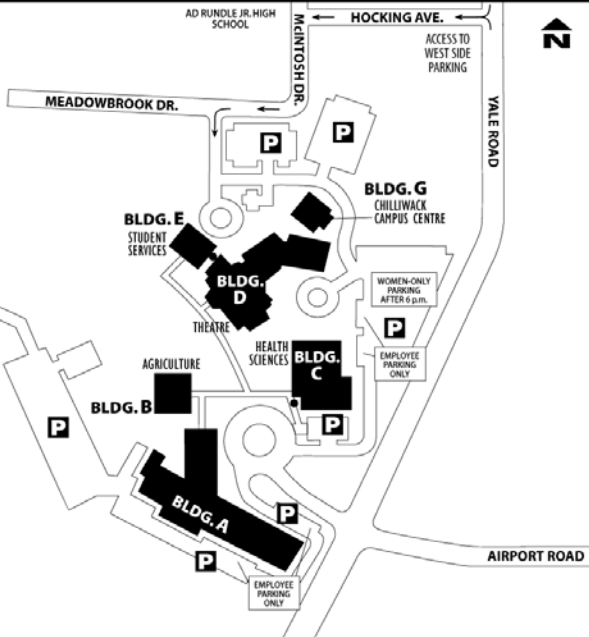 AD RUNDLE JR. HIGH
SCHOOL
McINTOSH DR.
HOCKING AVE.
N
ACCESS TO
WEST SIDE
PARKING
MEADOWBROOK DR.
YALE ROAD
P
P
BLDG. G
CHILLIWACK
CAMPUS CENTRE
BLDG. E
STUDENT
SERVICES
BLDG.
D
WOMEN-ONLY
PARKING
AFTER 6 p.m.
THEATRE
P
HEALTH
SCIENCES
BLDG.
C
EMPLOYEE
PARKING
ONLY
AGRICULTURE
BLDG. B
P
P
BLDG. A
P
P
AIRPORT ROAD
EMPLOYEE
PARKING
ONLY